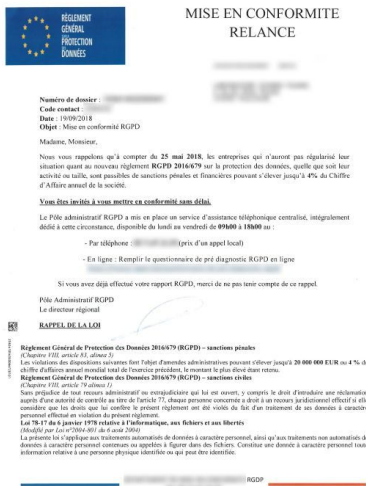 RÈGLEMENT
GÉNÉRAL
SUR LA
PROTECTION
DES
DONNÉES
MISE EN CONFORMITE
RELANCE
Numéro de dossier :
Code contact :
Date : 19/09/2018
Objet : Mise en conformité RGPD
Madame, Monsieur,
Nous vous rappelons qu'à compter du 25 mai 2018, les entreprises qui n'auront pas régularisé leur
situation quant au nouveau règlement RGPD 2016/679 sur la protection des données, quelle que soit leur
activité ou taille, sont passibles de sanctions pénales et financières pouvant s'élever jusqu'à 4% du Chiffre
d'Affaire annuel de la société.
Vous êtes invités à vous mettre en conformité sans délai.
Le Pôle administratif RGPD a mis en place un service d'assistance téléphonique centralisé, intégralement
dédié à cette circonstance, disponible du lundi au vendredi de 09h00 à 18h00 au :
- Par téléphone : (prix d'un appel local)
- En ligne : Remplir le questionnaire de pré diagnostic RGPD en ligne
Si vous avez déjà effectué votre rapport RGPD, merci de ne pas tenir compte de ce rappel.
Pôle Administratif RGPD
Le directeur régional
RAPPEL DE LA LOI
Règlement Général de Protection des Données 2016/679 (RGPD) – sanctions pénales
(Chapitre VIII, article 83, alinea 5)
Les violations des dispositions suivantes font l'objet d'amendes administratives pouvant s'élever jusqu'à 20 000 000 EUR ou 4 % du
chiffre d'affaires annuel mondial total de l'exercice précédent, le montant le plus élevé étant retenu.
Règlement Général de Protection des Données 2016/679 (RGPD) – sanctions civiles
(Chapitre VIII, article 79 alinea 1)
Sans préjudice de tout recours administratif ou extrajudiciaire qui lui est ouvert, y compris le droit d'introduire une réclamation
auprès d'une autorité de contrôle au titre de l'article 77, chaque personne concernée a droit à un recours juridictionnel effectif si elle
considère que les droits que lui confère le présent règlement ont été violés du fait d'un traitement de ses données à caractère
personnel effectué en violation du présent règlement.
Loi 78-17 du 6 janvier 1978 relative à l'informatique, aux fichiers et aux libertés
(Modifié par Loi n°2004-801 du 6 août 2004)
La présente loi s'applique aux traitements automatisés de données à caractère personnel, ainsi qu'aux traitements non automatisés de
données à caractère personnel contenues ou appelées à figurer dans des fichiers. Constitue une donnée à caractère personnel toute
information relative à une personne physique identifiée ou qui peut être identifiée.
RGPD